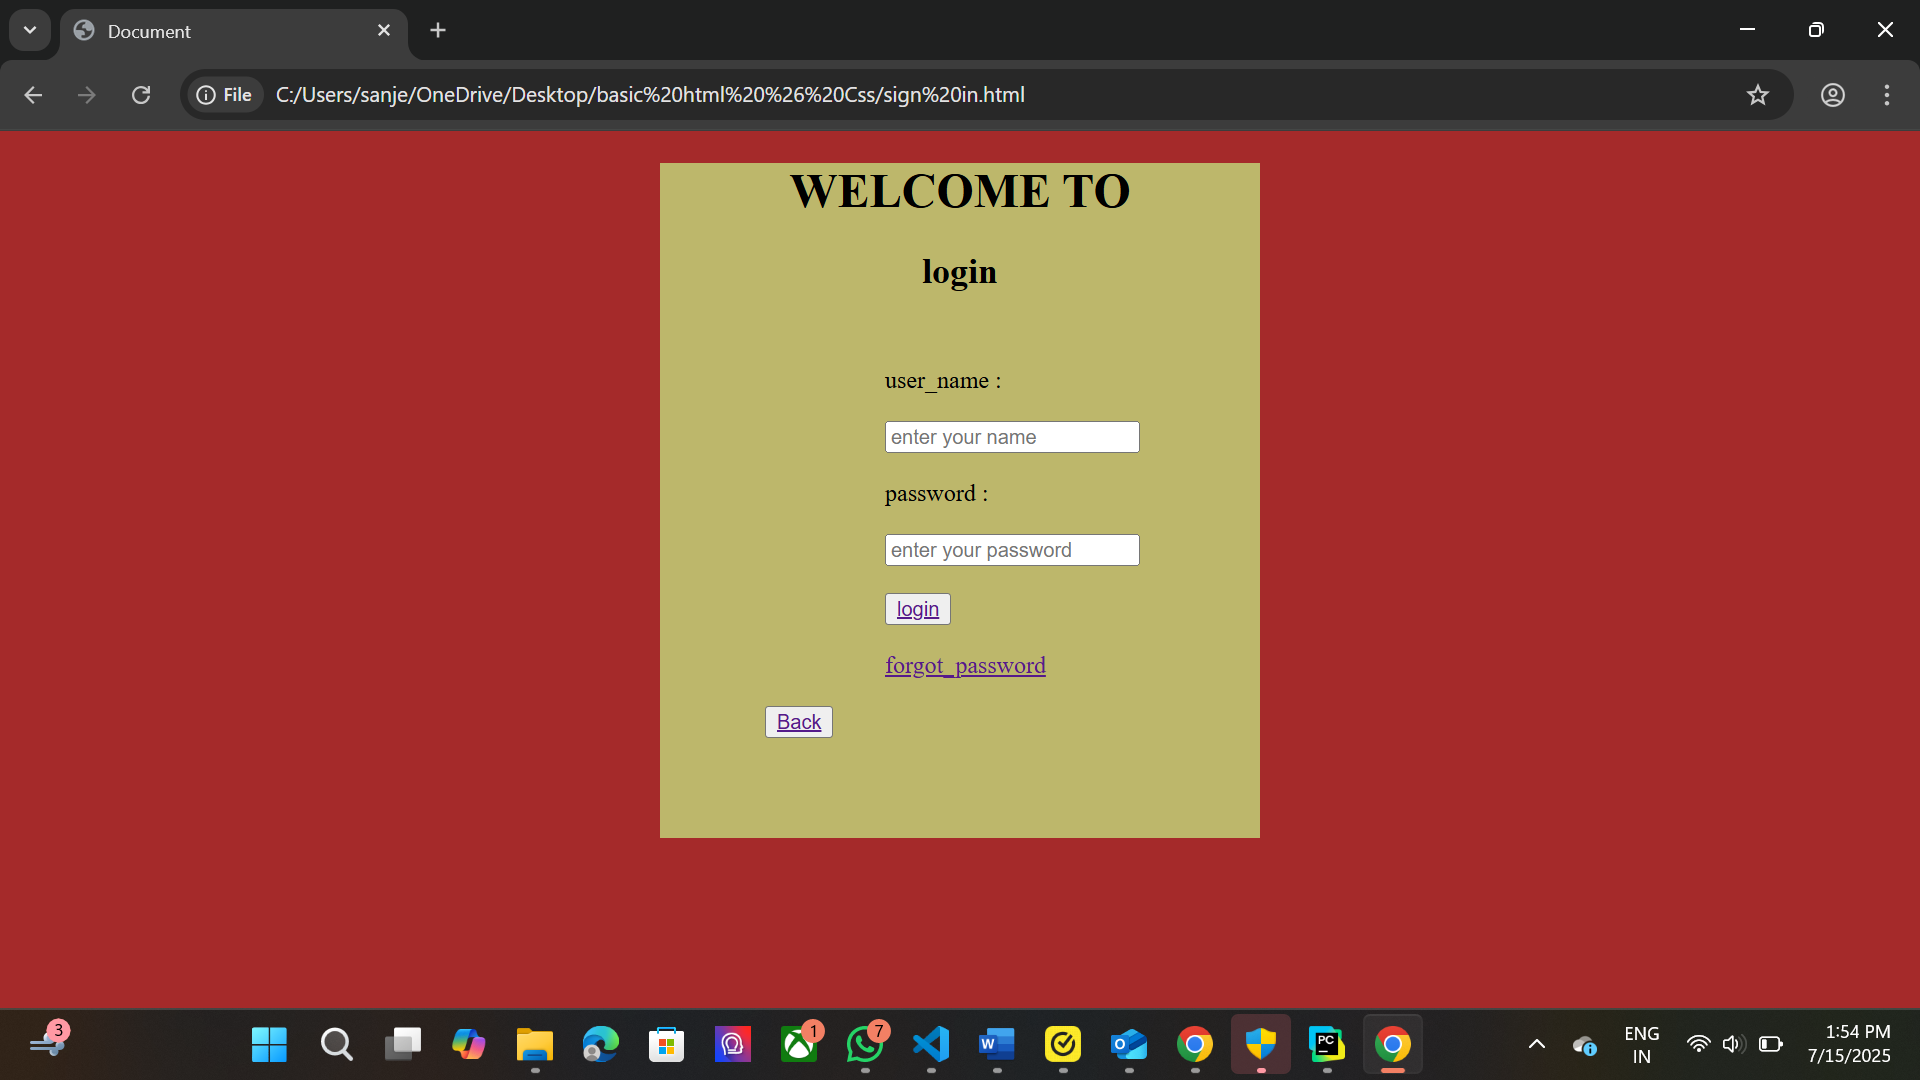 Document
File C:/Users/sanje/OneDrive/Desktop/basic%20html%20%26%20Css/sign%20in.html
WELCOME TO
login
user_name :
enter your name
password :
enter your password
login
forgot_password
Back
3
1
7
W
O
PC
ENG
IN
1:54 PM
7/15/2025